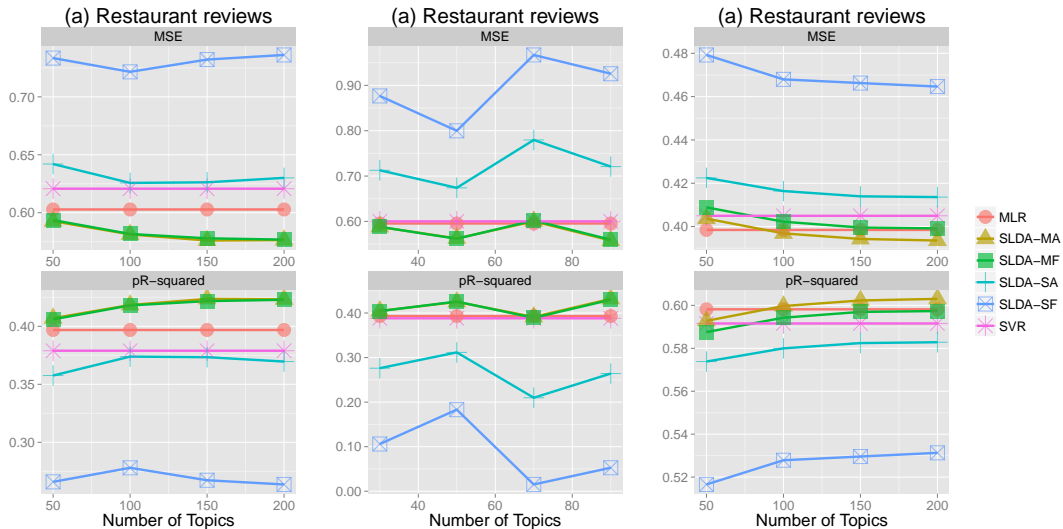 (a) Restaurant reviews
MSE
0.70
0.65
0.60
pR−squared
0.40
0.35
0.30
50 100 150 200
Number of Topics
(a) Restaurant reviews
MSE
0.90
0.80
0.70
0.60
pR−squared
0.40
0.30
0.20
0.10
0.00
40 60 80
Number of Topics
(a) Restaurant reviews
MSE
0.48
0.46
0.44
0.42
0.40
pR−squared
0.60
0.58
0.56
0.54
0.52
50 100 150 200
Number of Topics
MLR
SLDA−MA
SLDA−MF
SLDA−SA
SLDA−SF
SVR